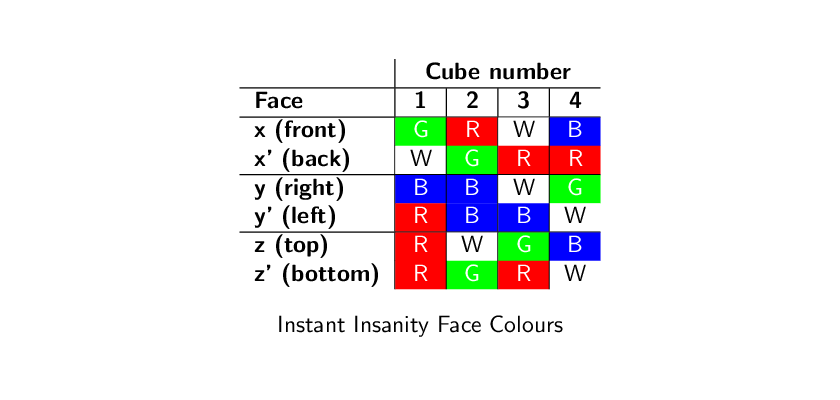 Cube number
Face 1 2 3 4
x (front) G R W B
x' (back) W G R R
y (right) B B W G
y' (left) R B B W
z (top) R W G B
z' (bottom) R G R W
Instant Insanity Face Colours